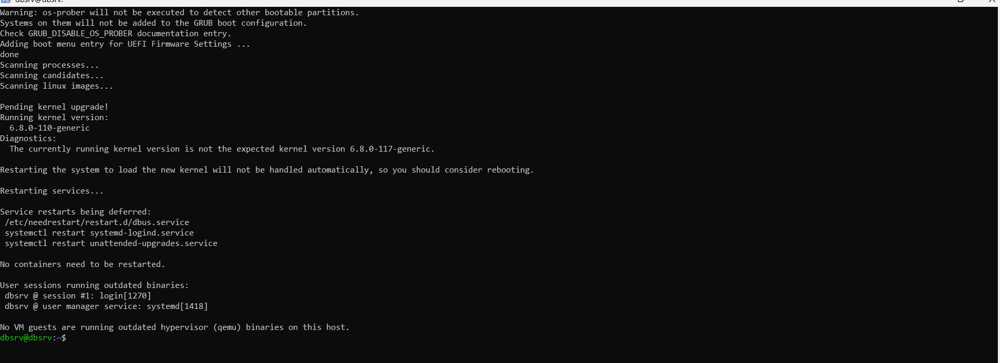 dbsrv@dbsrv:
Warning: os-prober will not be executed to detect other bootable partitions.
Systems on them will not be added to the GRUB boot configuration.
Check GRUB_DISABLE_OS_PROBER documentation entry.
Adding boot menu entry for UEFI Firmware Settings ...
done
Scanning processes...
Scanning candidates...
Scanning linux images...
Pending kernel upgrade!
Running kernel version:
6.8.0-110-generic
Diagnostics:
The currently running kernel version is not the expected kernel version 6.8.0-117-generic.
Restarting the system to load the new kernel will not be handled automatically, so you should consider rebooting.
Restarting services...
Service restarts being deferred:
/etc/needrestart/restart.d/dbus.service
systemctl restart systemd-logind.service
systemctl restart unattended-upgrades.service
No containers need to be restarted.
User sessions running outdated binaries:
dbsrv @ session #1: login[1270]
dbsrv @ user manager service: systemd[1418]
No VM guests are running outdated hypervisor (qemu) binaries on this host.
dbsrv@dbsrv:~$